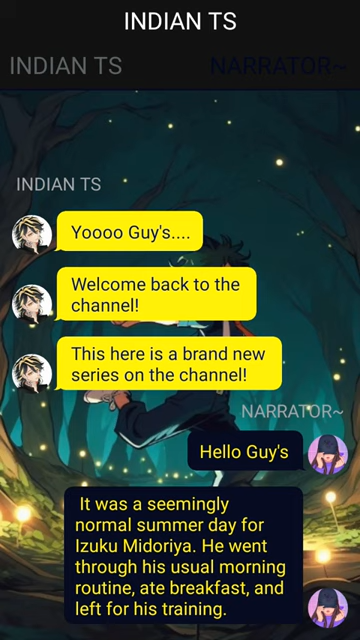 INDIAN TS
INDIAN TS NARRATOR~
INDIAN TS
Yoooo Guy's....
Welcome back to the
channel!
This here is a brand new
series on the channel!
NARRATOR~
Hello Guy's
It was a seemingly
normal summer day for
Izuku Midoriya. He went
through his usual morning
routine, ate breakfast, and
left for his training.